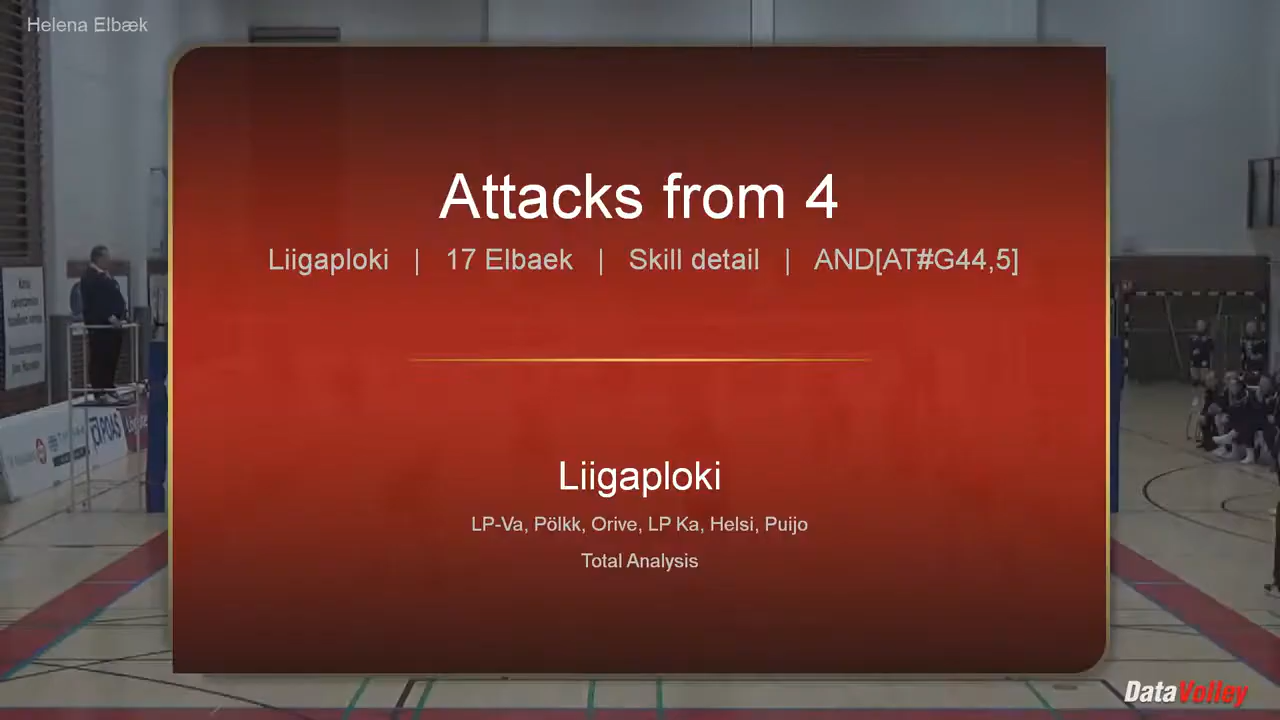 Helena Elbæk
Attacks from 4
Liigaploki | 17 Elbaek | Skill detail | AND[AT#G44,5]
Liigaploki
LP-Va, Pölkk, Orive, LP Ka, Helsi, Puijo
Total Analysis
DataVolley